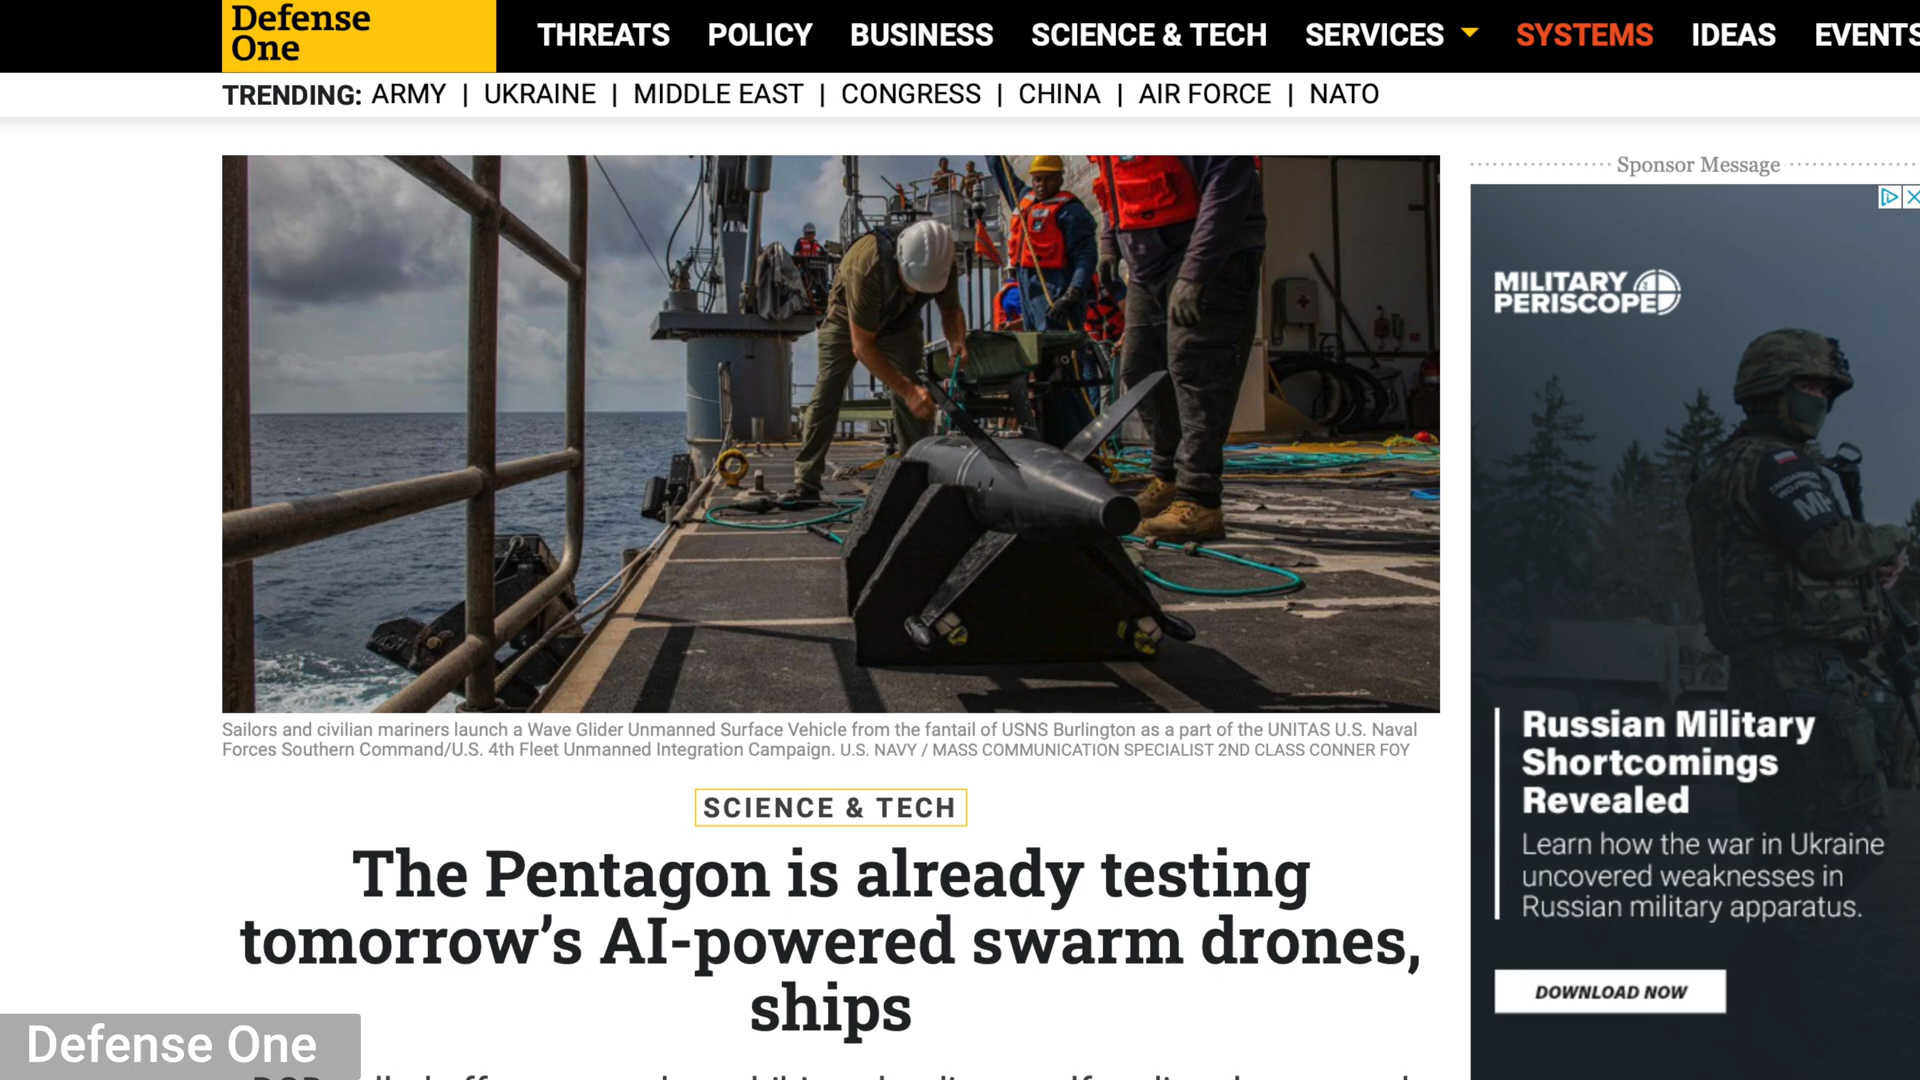 Defense
One
THREATS POLICY BUSINESS SCIENCE & TECH SERVICES SYSTEMS IDEAS EVENTS
TRENDING: ARMY | UKRAINE | MIDDLE EAST | CONGRESS | CHINA | AIR FORCE | NATO
Sponsor Message
MILITARY
PERISCOPE
Sailors and civilian mariners launch a Wave Glider Unmanned Surface Vehicle from the fantail of USNS Burlington as a part of the UNITAS U.S. Naval
Forces Southern Command/U.S. 4th Fleet Unmanned Integration Campaign. U.S. NAVY / MASS COMMUNICATION SPECIALIST 2ND CLASS CONNER FOY
SCIENCE & TECH
The Pentagon is already testing
tomorrow’s AI-powered swarm drones,
ships
Russian Military
Shortcomings
Revealed
Learn how the war in Ukraine
uncovered weaknesses in
Russian military apparatus.
DOWNLOAD NOW
Defense One